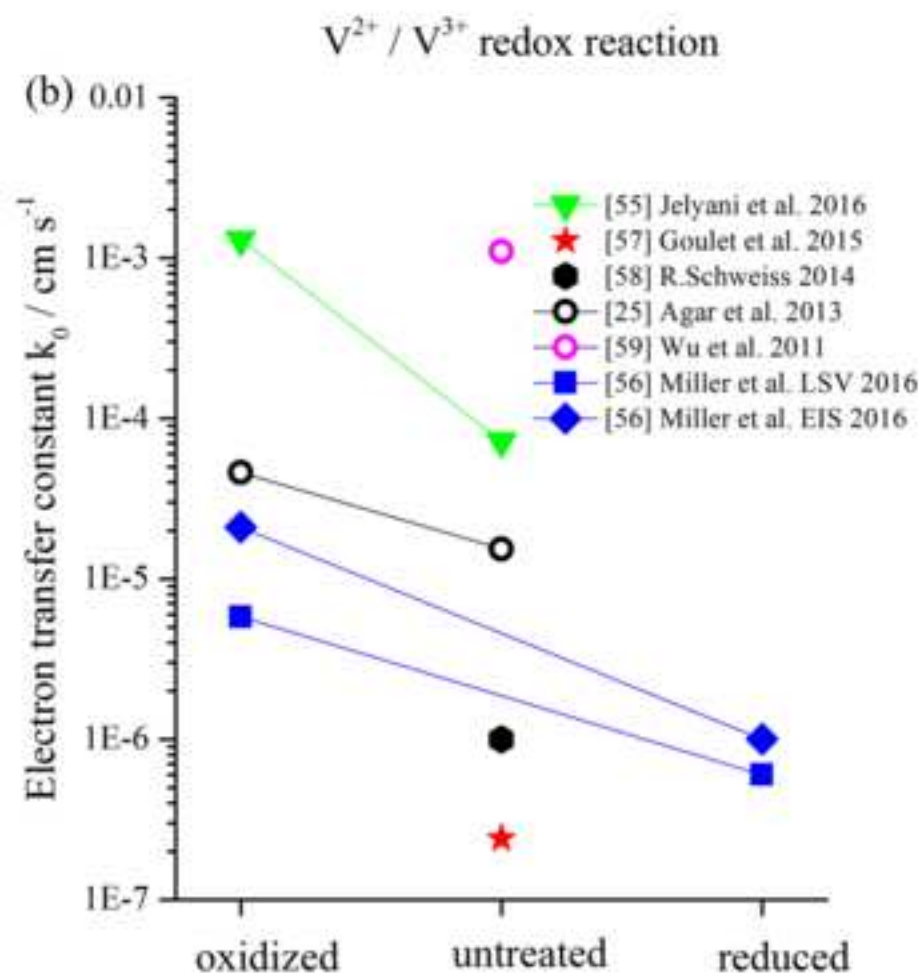 V²⁺ / V³⁺ redox reaction
(b)
0.01
1E-3
1E-4
1E-5
1E-6
1E-7
Electron transfer constant k₀ / cm s⁻¹
[55] Jelyani et al. 2016
[57] Goulet et al. 2015
[58] R.Schweiss 2014
[25] Agar et al. 2013
[59] Wu et al. 2011
[56] Miller et al. LSV 2016
[56] Miller et al. EIS 2016
oxidized untreated reduced